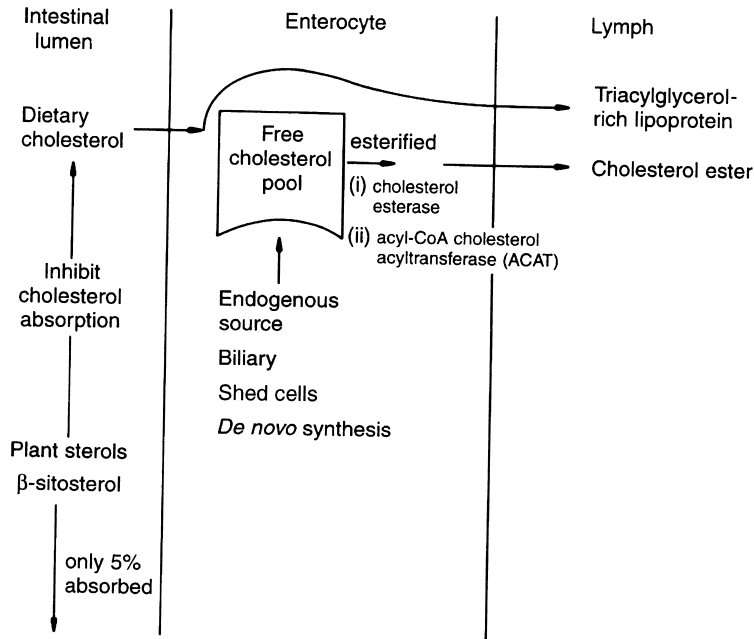 Intestinal
lumen
Enterocyte
Lymph
Dietary
cholesterol
Free
cholesterol
pool
esterified
(i) cholesterol
esterase
(ii) acyl-CoA cholesterol
acyltransferase (ACAT)
Triacylglycerol-
rich lipoprotein
Cholesterol ester
Inhibit
cholesterol
absorption
Endogenous
source
Biliary
Shed cells
De novo synthesis
Plant sterols
β-sitosterol
only 5%
absorbed